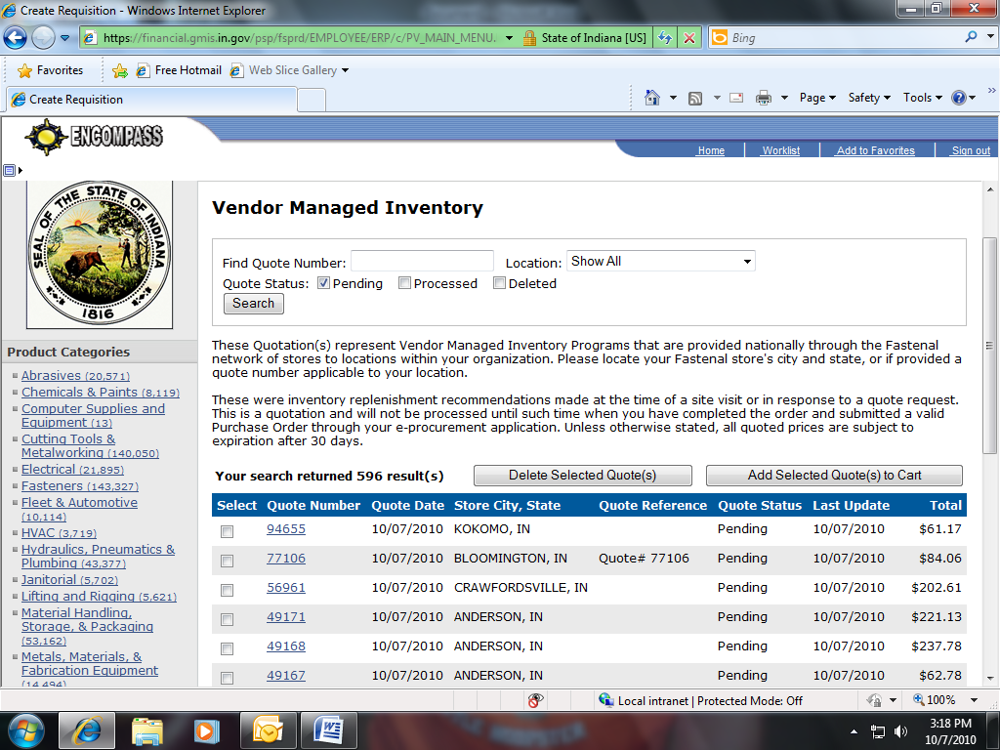 Create Requisition - Windows Internet Explorer
https://financial.gmis.in.gov/psp/fsprd/EMPLOYEE/ERP/c/PV_MAIN_MENU. State of Indiana [US] Bing
Favorites Free Hotmail Web Slice Gallery
Create Requisition Page Safety Tools
ENCOMPASS
Home Worklist Add to Favorites Sign out
SEAL OF THE STATE OF INDIANA
1816
Product Categories
Abrasives (20,571)
Chemicals & Paints (8,119)
Computer Supplies and
Equipment (13)
Cutting Tools &
Metalworking (140,050)
Electrical (21,895)
Fasteners (143,327)
Fleet & Automotive
(10,114)
HVAC (3,719)
Hydraulics, Pneumatics &
Plumbing (43,377)
Janitorial (5,702)
Lifting and Rigging (5,621)
Material Handling,
Storage, & Packaging
(53,162)
Metals, Materials, &
Fabrication Equipment
(14,494)
Vendor Managed Inventory
Find Quote Number: Location: Show All
Quote Status: Pending Processed Deleted
Search
These Quotation(s) represent Vendor Managed Inventory Programs that are provided nationally through the Fastenal
network of stores to locations within your organization. Please locate your Fastenal store's city and state, or if provided a
quote number applicable to your location.
These were inventory replenishment recommendations made at the time of a site visit or in response to a quote request.
This is a quotation and will not be processed until such time when you have completed the order and submitted a valid
Purchase Order through your e-procurement application. Unless otherwise stated, all quoted prices are subject to
expiration after 30 days.
Your search returned 596 result(s) Delete Selected Quote(s) Add Selected Quote(s) to Cart
Select Quote Number Quote Date Store City, State Quote Reference Quote Status Last Update Total
94655 10/07/2010 KOKOMO, IN Pending 10/07/2010 $61.17
77106 10/07/2010 BLOOMINGTON, IN Quote# 77106 Pending 10/07/2010 $84.06
56961 10/07/2010 CRAWFORDSVILLE, IN Pending 10/07/2010 $202.61
49171 10/07/2010 ANDERSON, IN Pending 10/07/2010 $221.13
49168 10/07/2010 ANDERSON, IN Pending 10/07/2010 $237.78
49167 10/07/2010 ANDERSON, IN Pending 10/07/2010 $62.78
Local intranet | Protected Mode: Off 100%
3:18 PM
10/7/2010